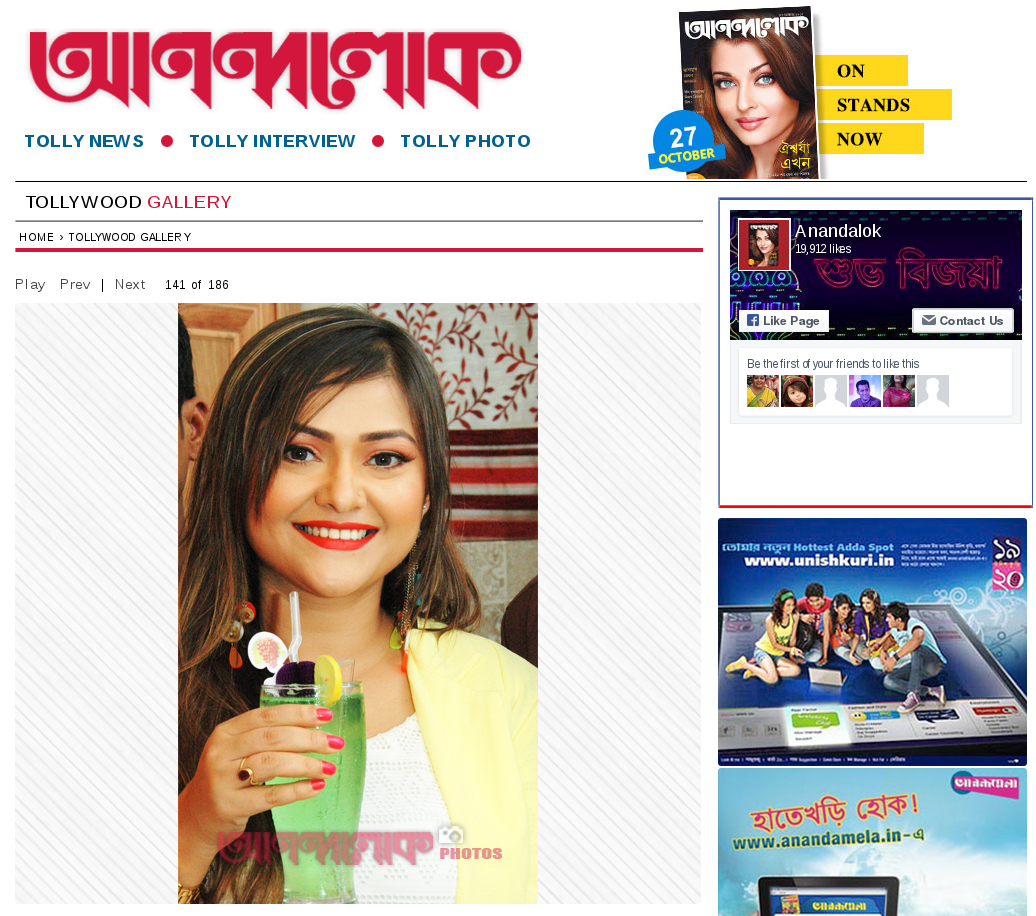 আনন্দলোক
TOLLY NEWS
TOLLY INTERVIEW
TOLLY PHOTO
আনন্দলোক
ঐশ্বর্যা
এখন
27
OCTOBER
ON
STANDS
NOW
TOLLYWOOD GALLERY
HOME › TOLLYWOOD GALLERY
Play Prev | Next 141 of 186
আনন্দলোক
PHOTOS
Anandalok
19,912 likes
শুভ বিজয়া
Like Page
Contact Us
Be the first of your friends to like this
তোমার নতুন Hottest Adda Spot
www.unishkuri.in
১৯
২০
আনন্দমেলা
হাতেখড়ি হোক!
www.anandamela.in-এ
আনন্দমেলা